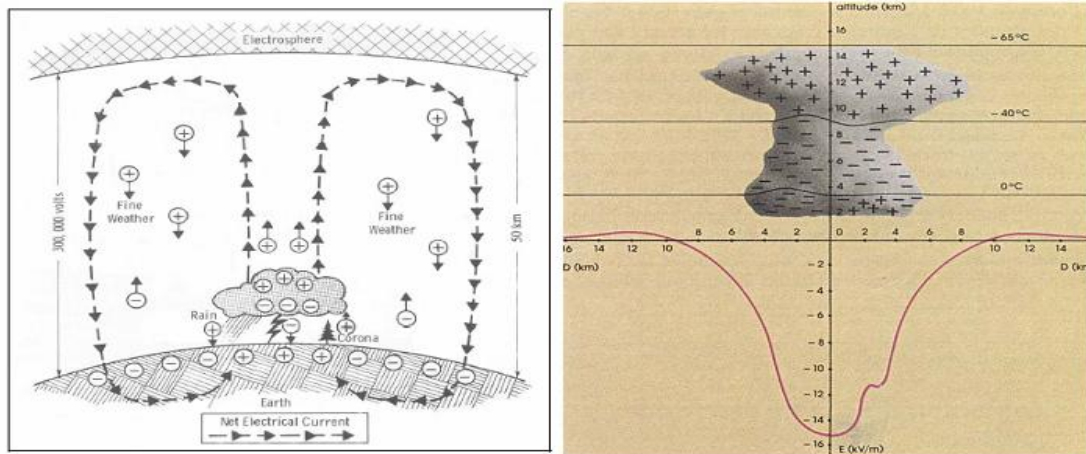 Electrosphere
300,000 volts
Fine
Weather
Fine
Weather
50 km
Rain
Corona
Earth
Net Electrical Current
altitude (km)
16
-65°C
14
12
10
-40°C
8
6
4
0°C
2
16 14 12 8 6 4 2 0 0 2 4 6 8 10 12 14 16
D (km)
D (km)
-2
-4
-6
-8
-10
-12
-14
-16
E (kV/m)